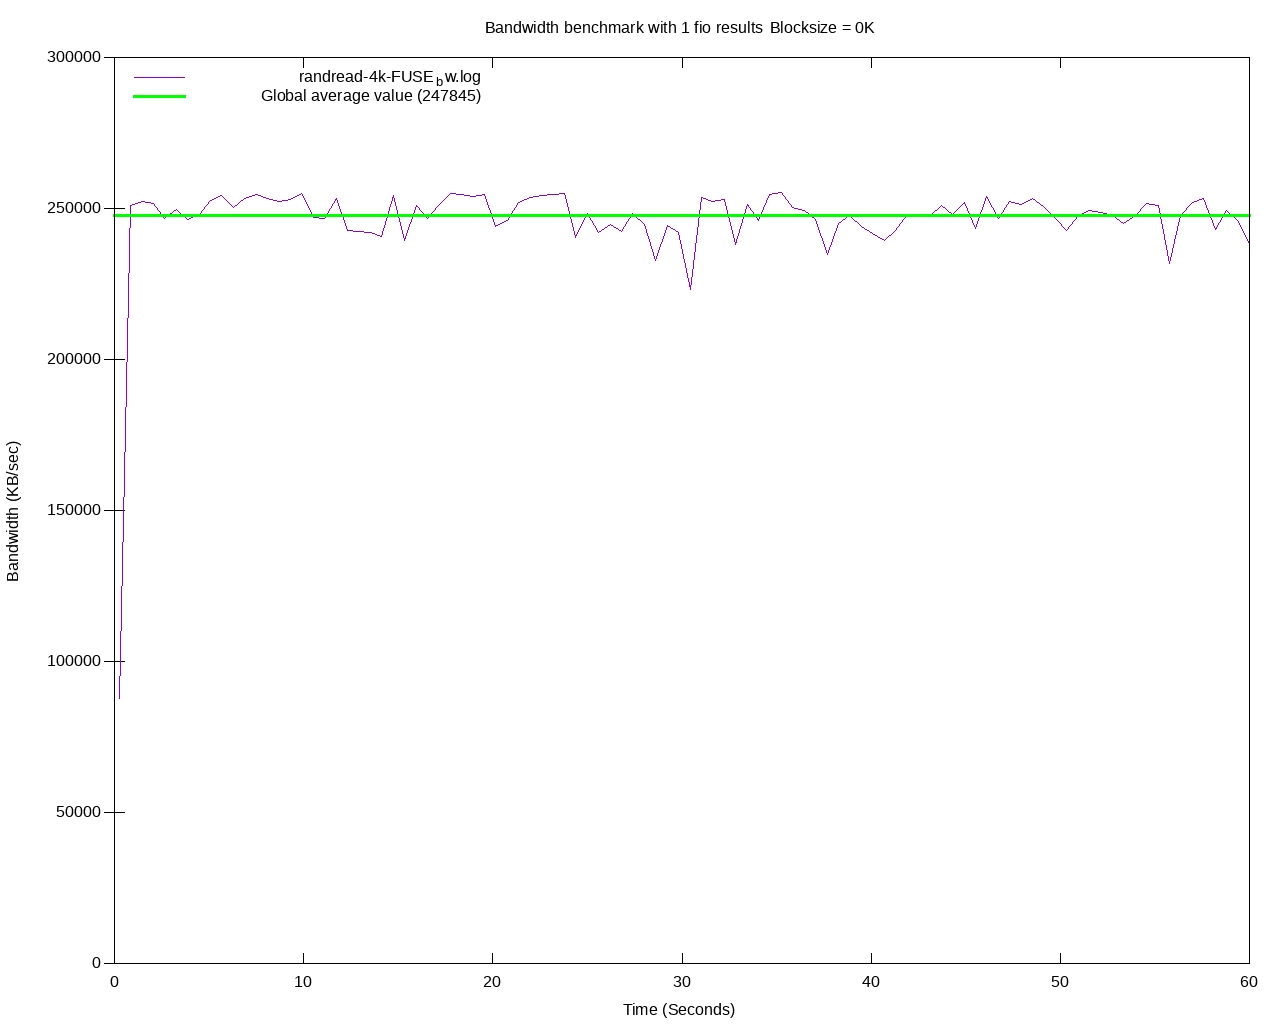 Bandwidth benchmark with 1 fio results Blocksize = 0K
300000
randread-4k-FUSEbw.log
Global average value (247845)
250000
200000
150000
100000
50000
0
Bandwidth (KB/sec)
0 10 20 30 40 50 60
Time (Seconds)